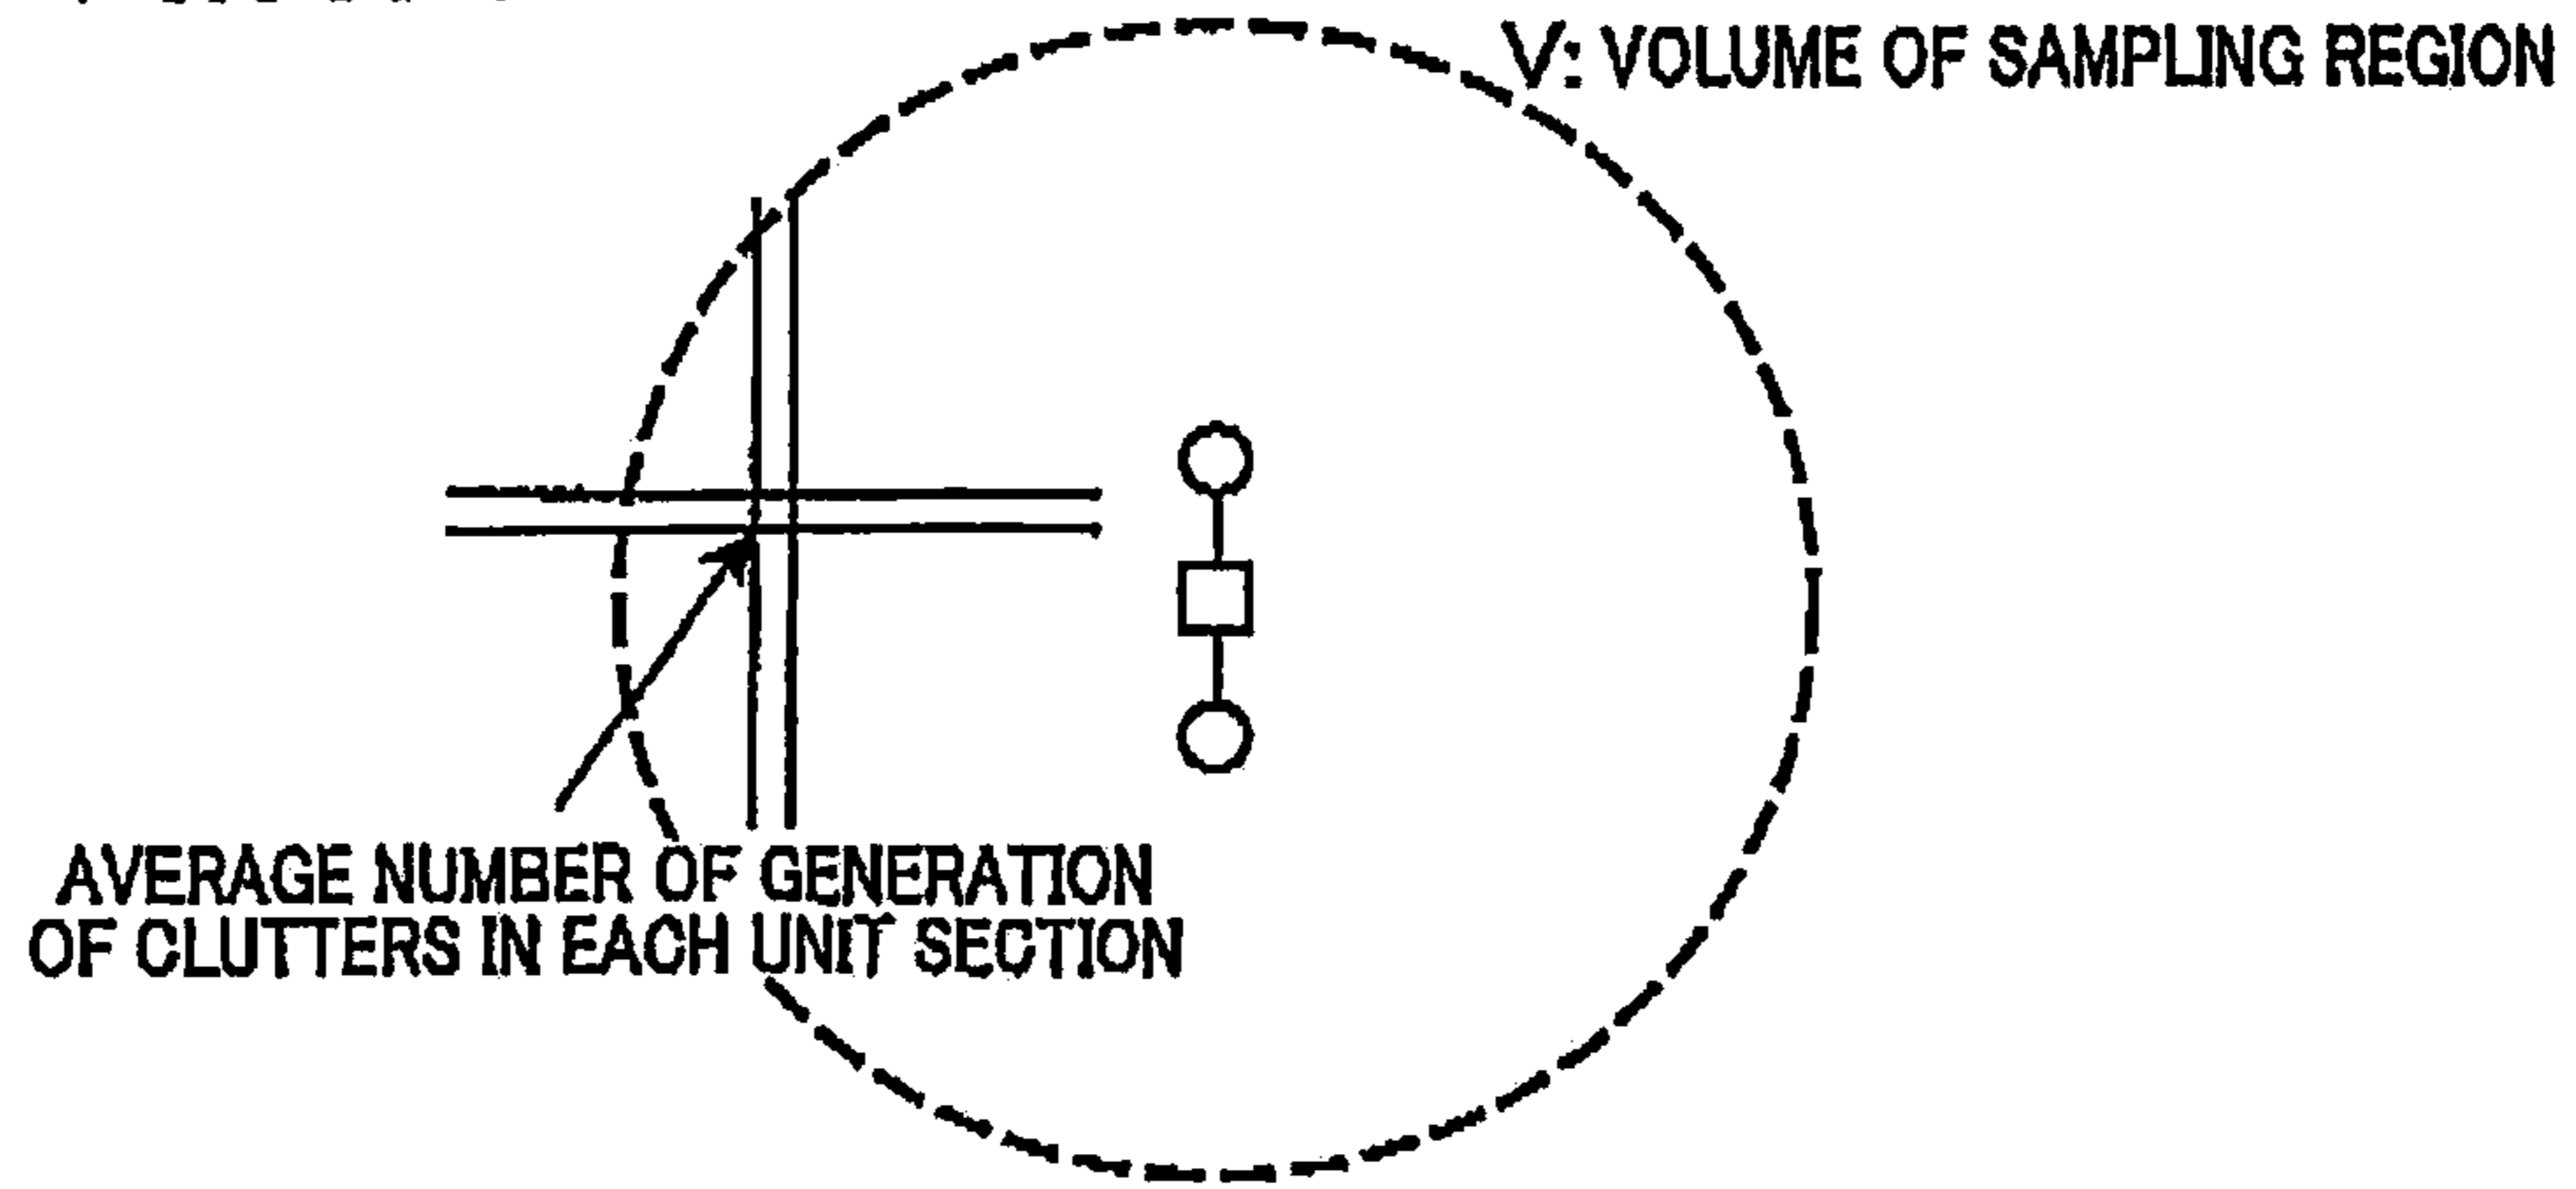 V: VOLUME OF SAMPLING REGION
AVERAGE NUMBER OF GENERATION
OF CLUTTERS IN EACH UNIT SECTION